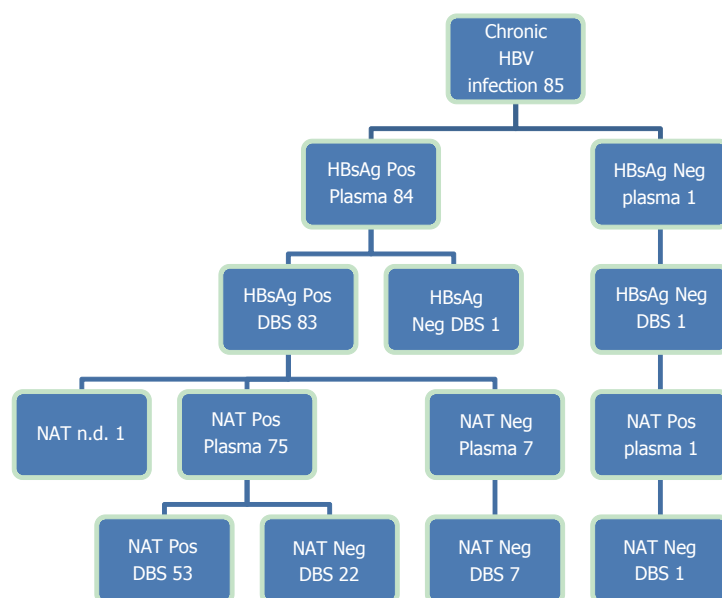 Chronic
HBV
infection 85
HBsAg Pos
Plasma 84
HBsAg Neg
plasma 1
HBsAg Pos
DBS 83
HBsAg
Neg DBS 1
HBsAg Neg
DBS 1
NAT n.d. 1
NAT Pos
Plasma 75
NAT Neg
Plasma 7
NAT Pos
plasma 1
NAT Pos
DBS 53
NAT Neg
DBS 22
NAT Neg
DBS 7
NAT Neg
DBS 1